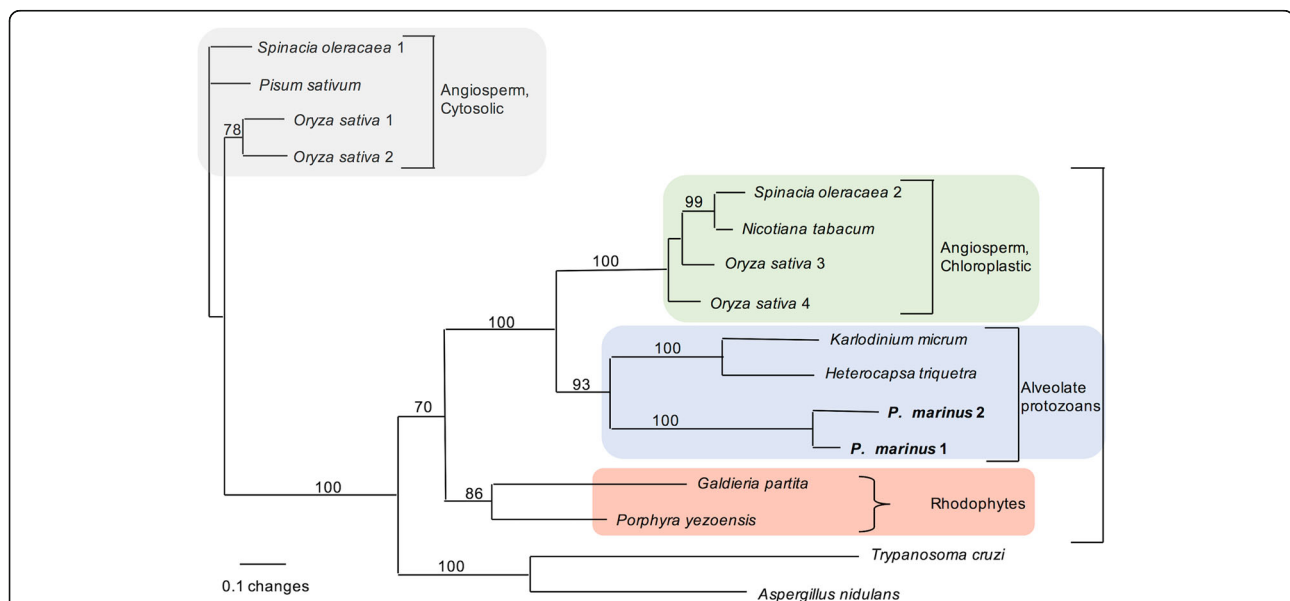 Spinacia oleracaea 1
Pisum sativum
Angiosperm,
Cytosolic
Oryza sativa 1
78
Oryza sativa 2
Spinacia oleracaea 2
99
Nicotiana tabacum
Angiosperm,
Chloroplastic
Oryza sativa 3
100
Oryza sativa 4
100
Karlodinium micrum
100
Heterocapsa triquetra
Alveolate
protozoans
93
70
P. marinus 2
100
P. marinus 1
Galdieria partita
86
Rhodophytes
100
Porphyra yezoensis
Trypanosoma cruzi
100
0.1 changes
Aspergillus nidulans